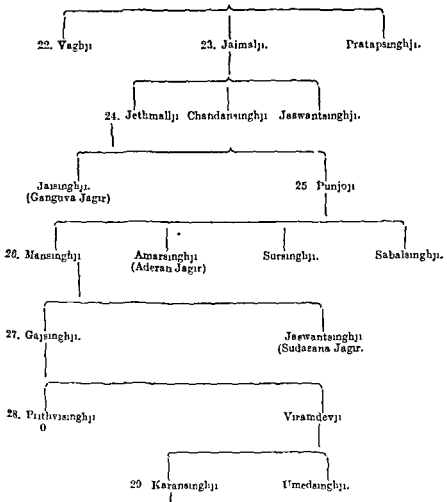 22. Vaghji 23. Jaimalji. Pratapsinghji.
24. Jethmallji Chandansinghji Jaswantsinghji.
Jaisinghji. 25 Punjoji
(Ganguva Jagir)
26. Mansinghji Amarsinghji Sursinghji. Sabalsinghji.
(Aderan Jagir)
27. Gajsinghji. Jaswantsinghji
(Sudasana Jagir.
28. Prithvisinghji Viramdevji
0
29 Karansinghji Umedsinghji.